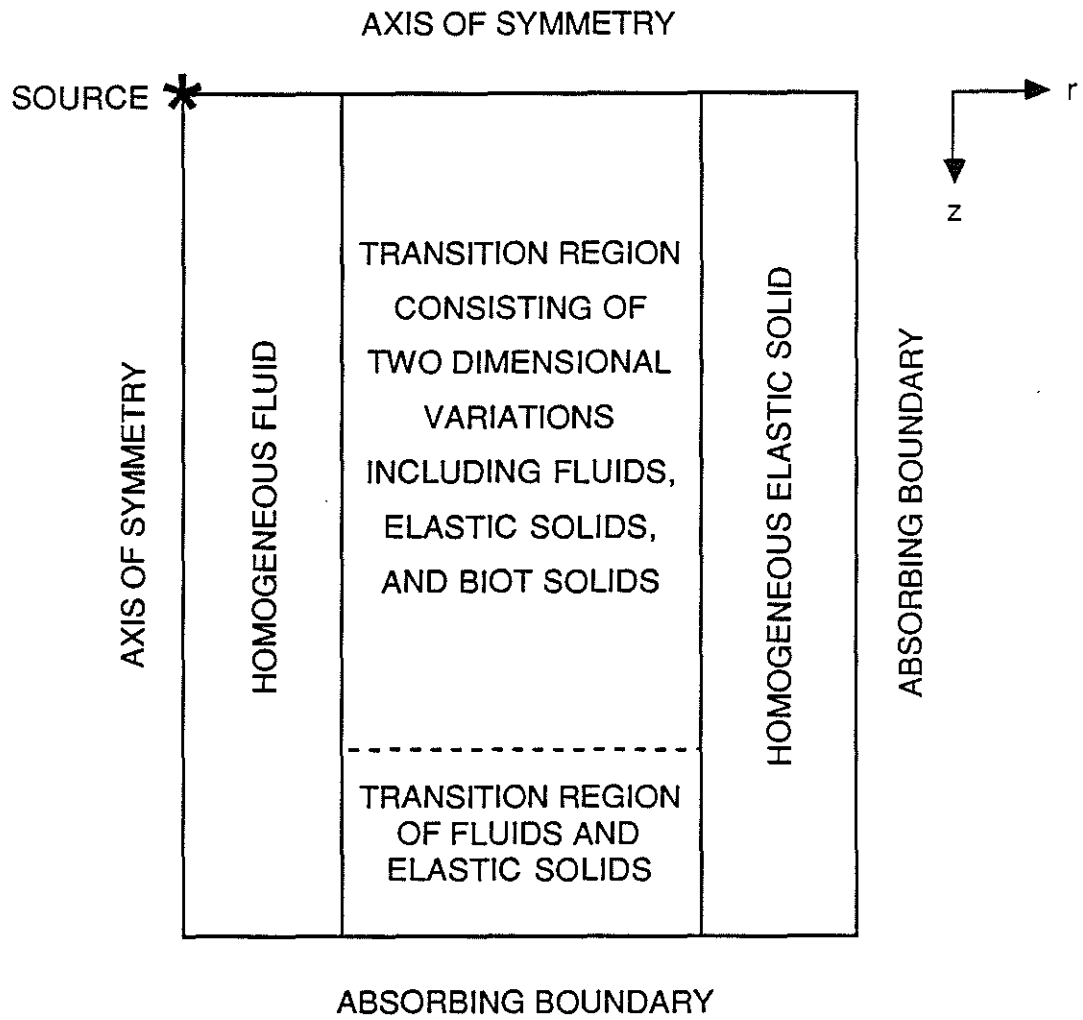 AXIS OF SYMMETRY
SOURCE
r
z
TRANSITION REGION
CONSISTING OF
TWO DIMENSIONAL
VARIATIONS
INCLUDING FLUIDS,
ELASTIC SOLIDS,
AND BIOT SOLIDS
AXIS OF SYMMETRY
HOMOGENEOUS FLUID
HOMOGENEOUS ELASTIC SOLID
ABSORBING BOUNDARY
TRANSITION REGION
OF FLUIDS AND
ELASTIC SOLIDS
ABSORBING BOUNDARY